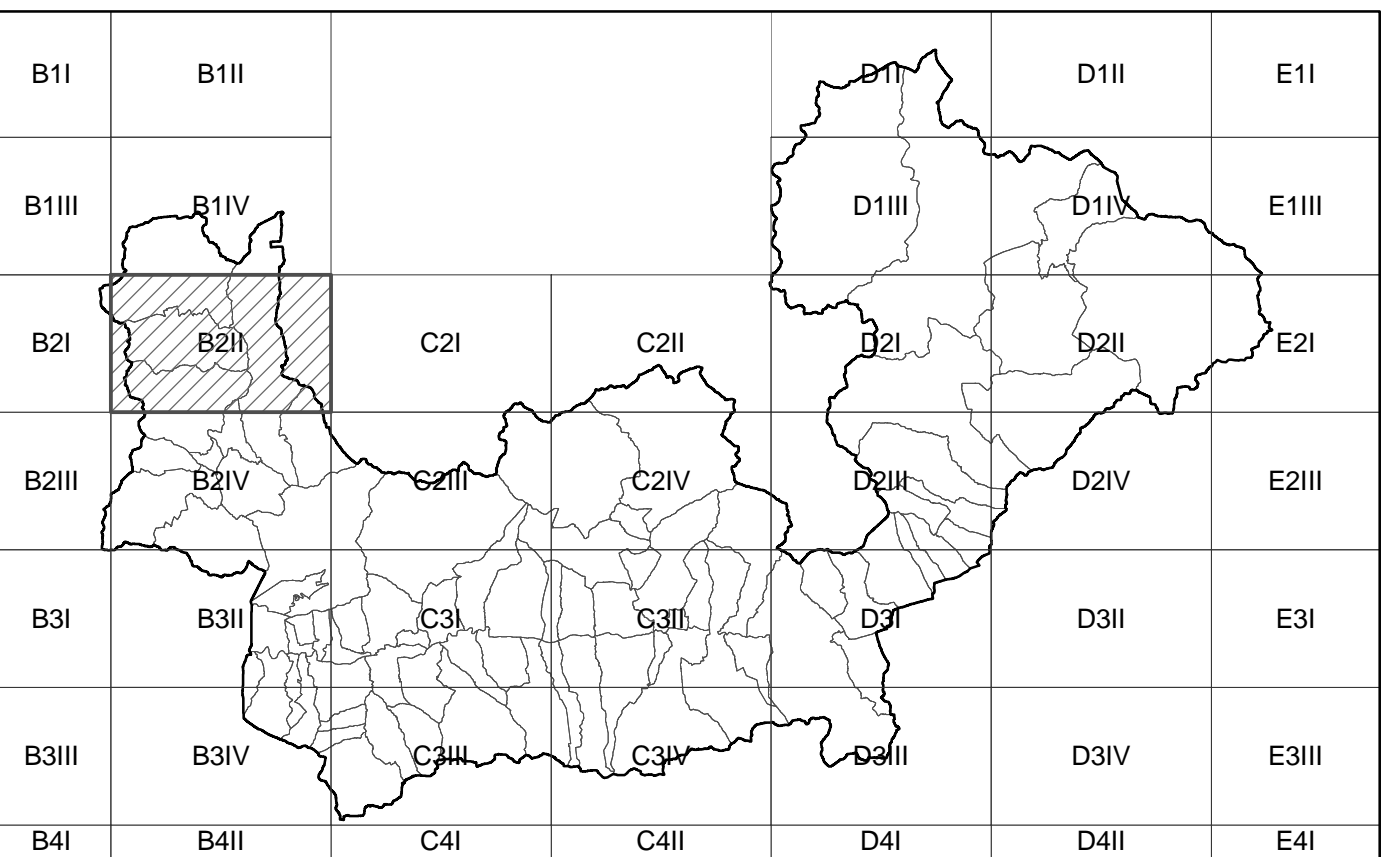 B1I B1II D1I D1II E1I
B1III B1IV D1III D1IV E1III
B2I B2II C2I C2II D2I D2II E2I
B2III B2IV C2III C2IV D2III D2IV E2III
B3I B3II C3I C3II D3I D3II E3I
B3III B3IV C3III C3IV D3III D3IV E3III
B4I B4II C4I C4II D4I D4II E4I